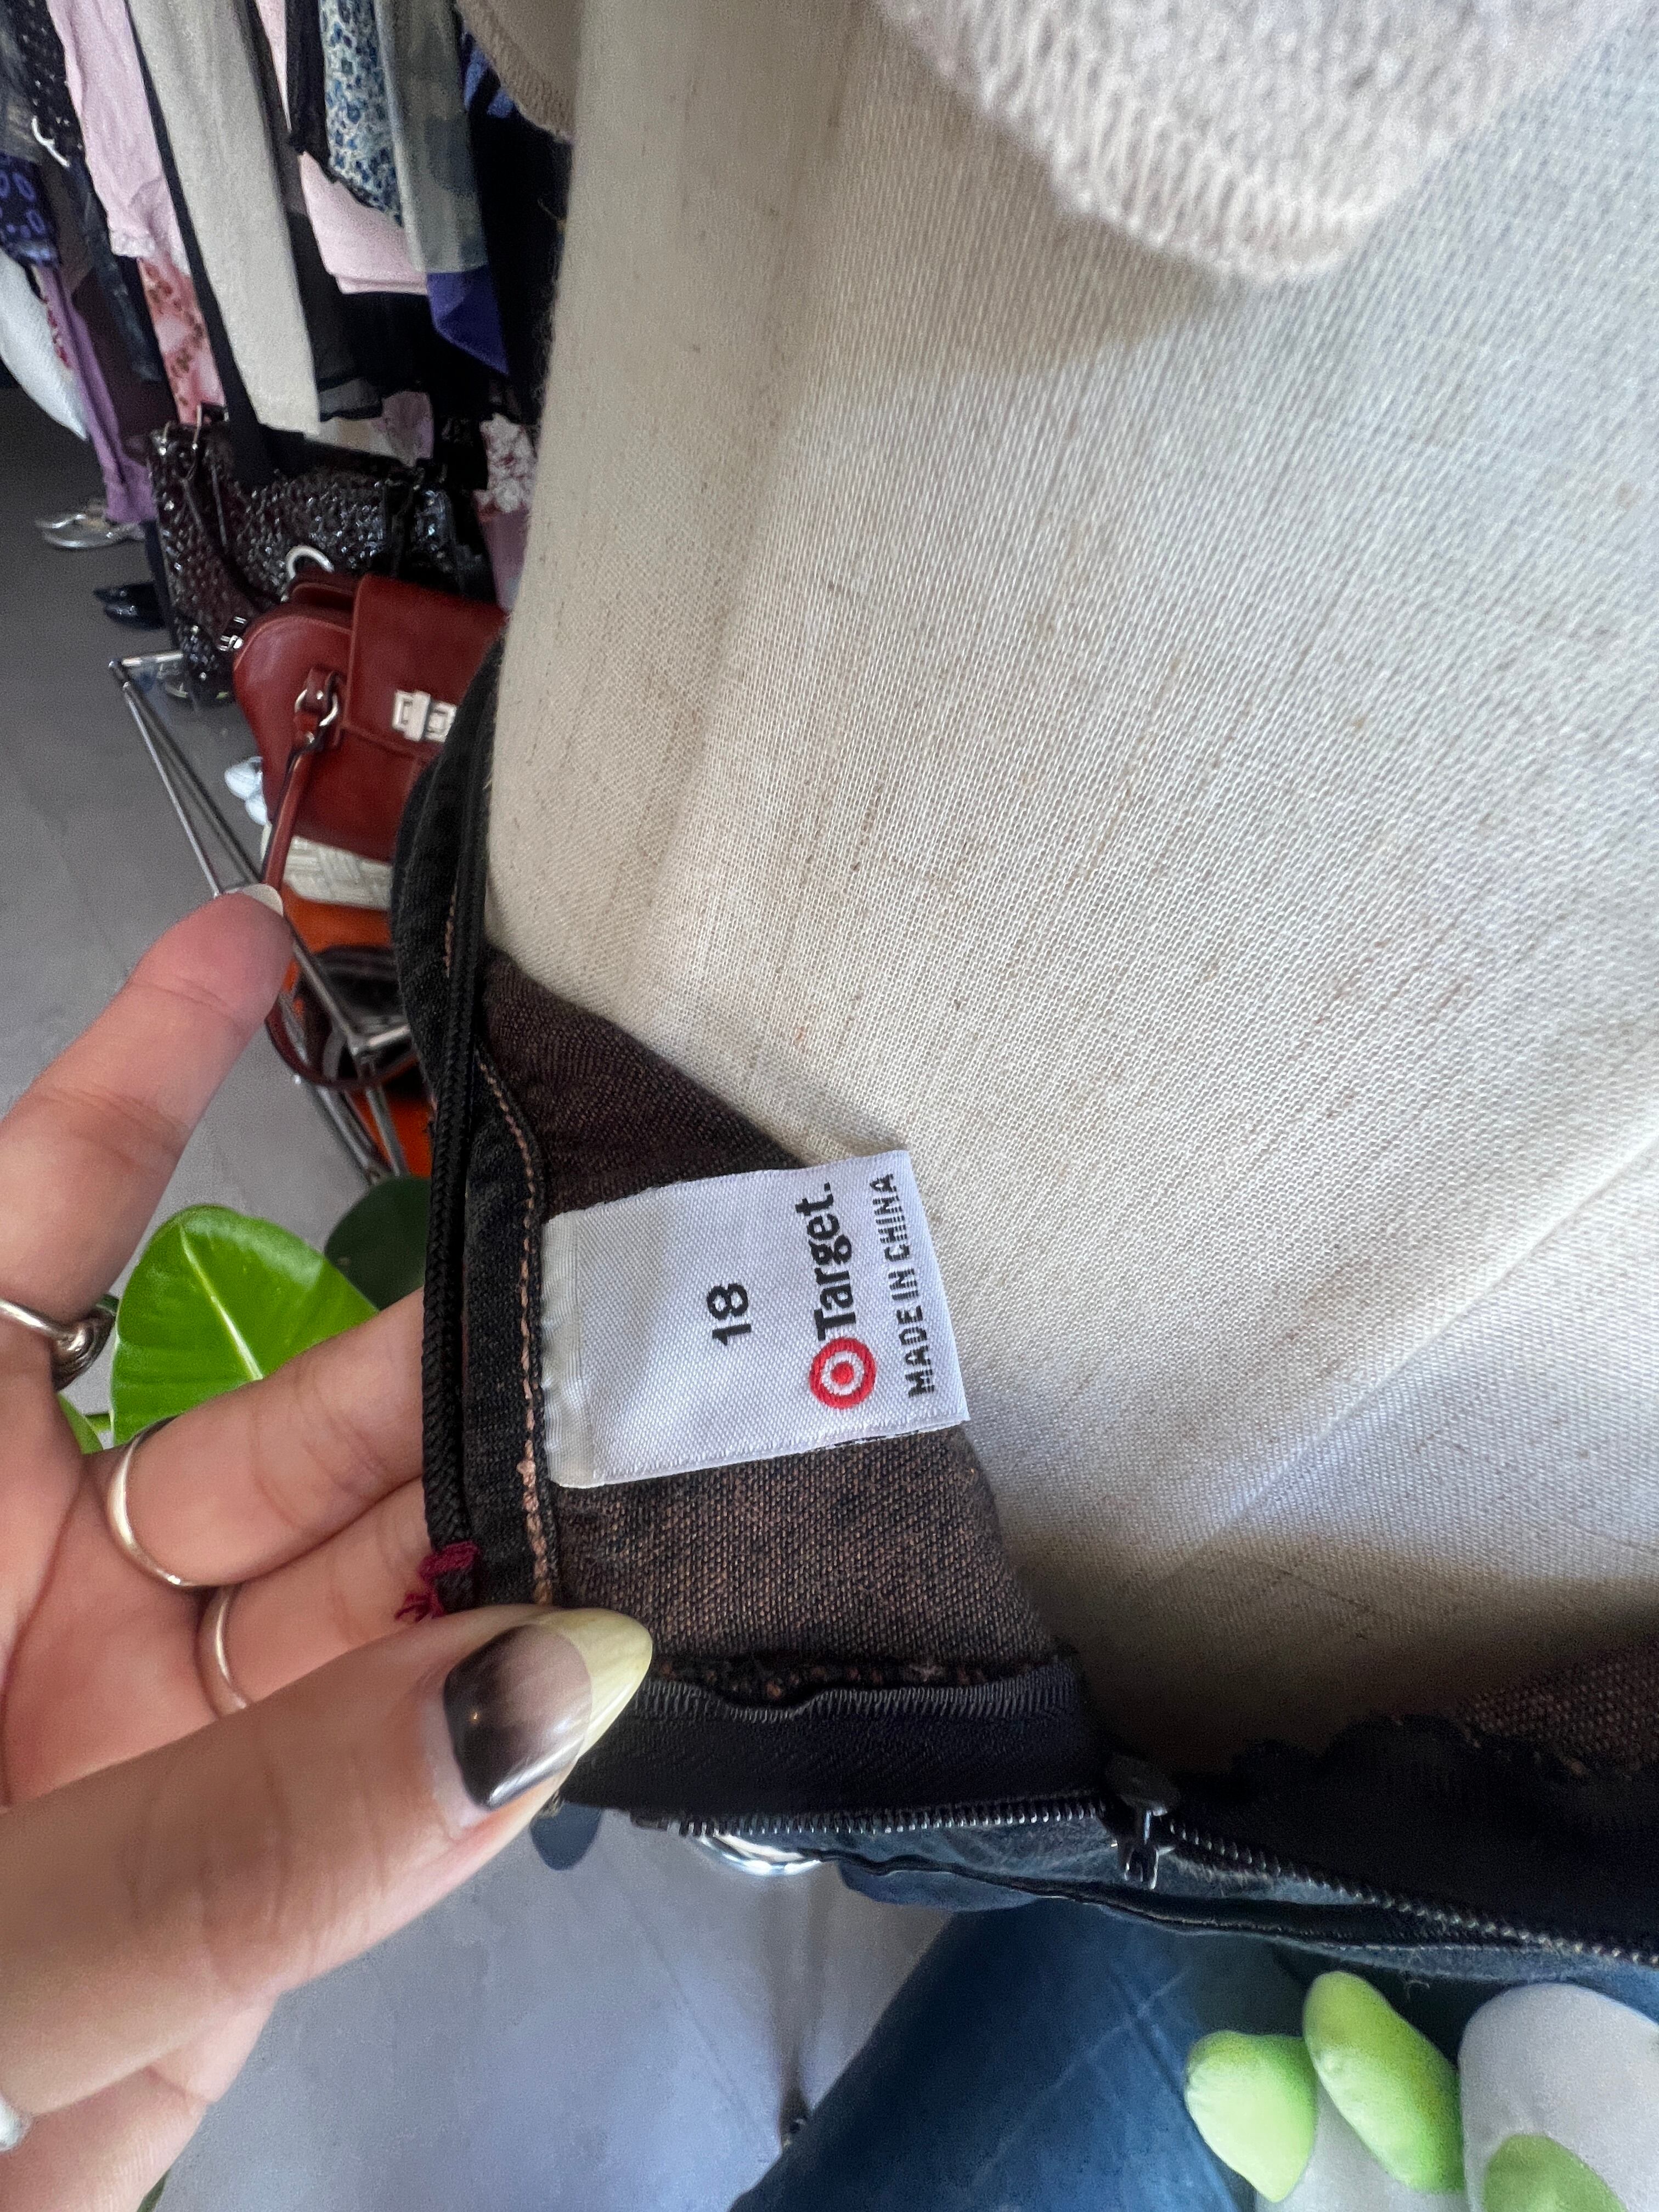 18
Target.
MADE IN CHINA